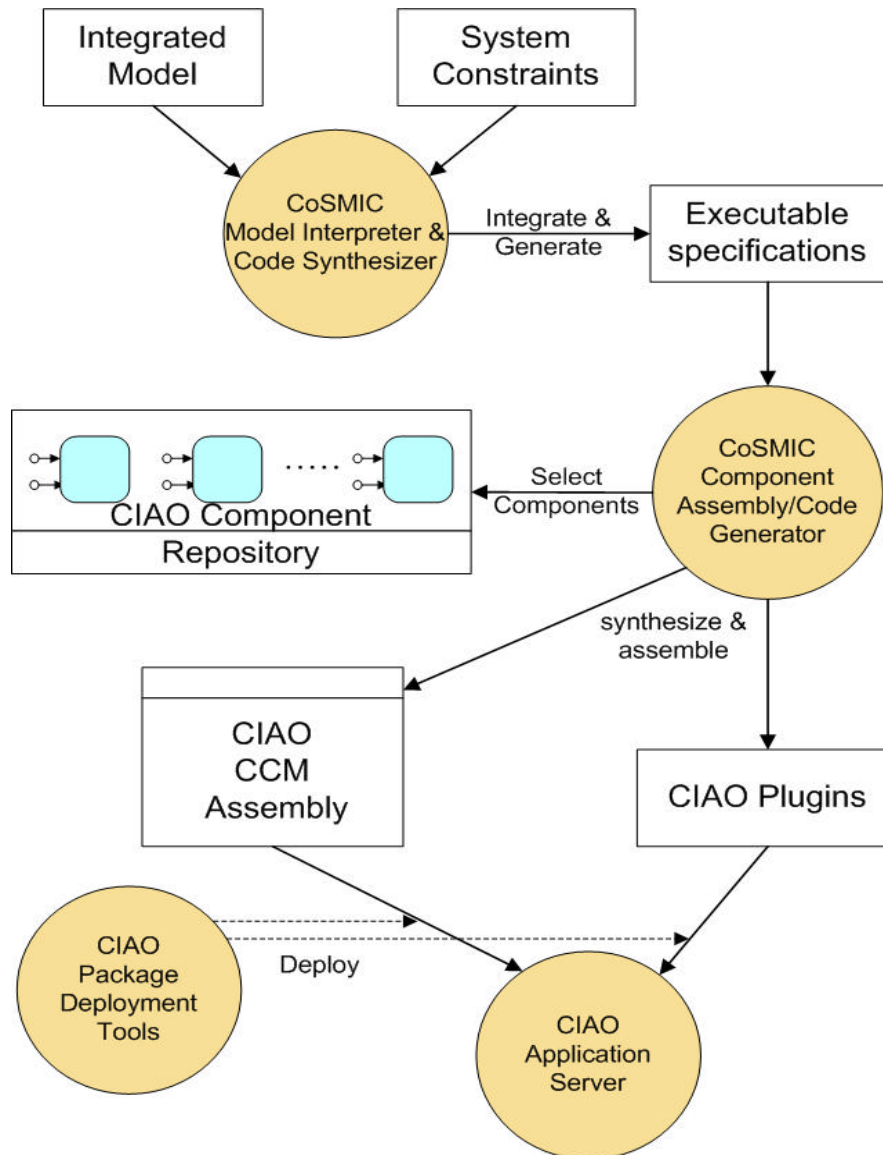 Integrated
Model
System
Constraints
CoSMIC
Model Interpreter &
Code Synthesizer
Integrate &
Generate
Executable
specifications
CIAO Component
Repository
Select
Components
CoSMIC
Component
Assembly/Code
Generator
synthesize &
assemble
CIAO
CCM
Assembly
CIAO Plugins
CIAO
Package
Deployment
Tools
Deploy
CIAO
Application
Server